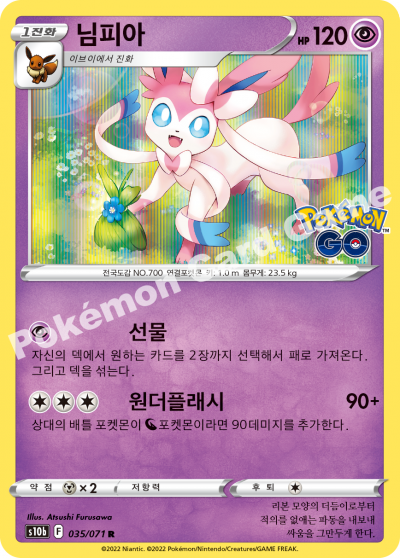 1진화
님피아
HP 120
이브이에서 진화
Pokémon GO
전국도감 NO.700 연결포켓몬 키: 1.0 m 몸무게: 23.5 kg
Pokémon Card Game
선물
자신의 덱에서 원하는 카드를 2장까지 선택해서 패로 가져온다.
그리고 덱을 섞는다.
원더플래시 90+
상대의 배틀 포켓몬이 포켓몬이라면 90데미지를 추가한다.
약점 ×2 저항력 후퇴
Illus. Atsushi Furusawa
s10b F 035/071 R
리본 모양의 더듬이로부터
적의를 없애는 파동을 내보내
싸움을 그만두게 한다.
©2022 Niantic. ©2022 Pokémon/Nintendo/Creatures/GAME FREAK.